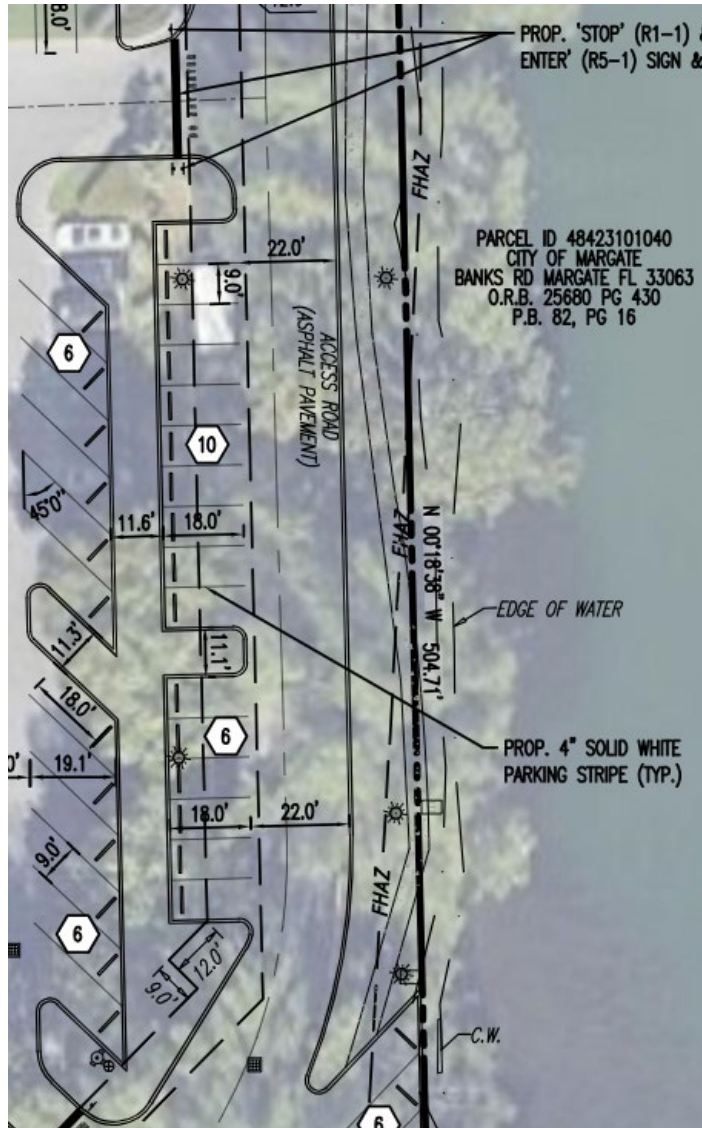 8.0'
12.0'
PROP. 'STOP' (R1-1) &
ENTER' (R5-1) SIGN &
FHAZ
PARCEL ID 48423101040
CITY OF MARGATE
BANKS RD MARGATE FL 33063
O.R.B. 25680 PG 430
P.B. 82, PG 16
22.0'
9.0'
6
ACCESS ROAD
(ASPHALT PAVEMENT)
10
45'0"
11.6'
18.0'
FHAZ
N 00'18'38" W 504.71'
EDGE OF WATER
11.3'
11.1'
18.0'
6
PROP. 4" SOLID WHITE
PARKING STRIPE (TYP.)
0'
19.1'
18.0'
22.0'
9.0'
FHAZ
6
12.0'
9.0'
C.W.
6